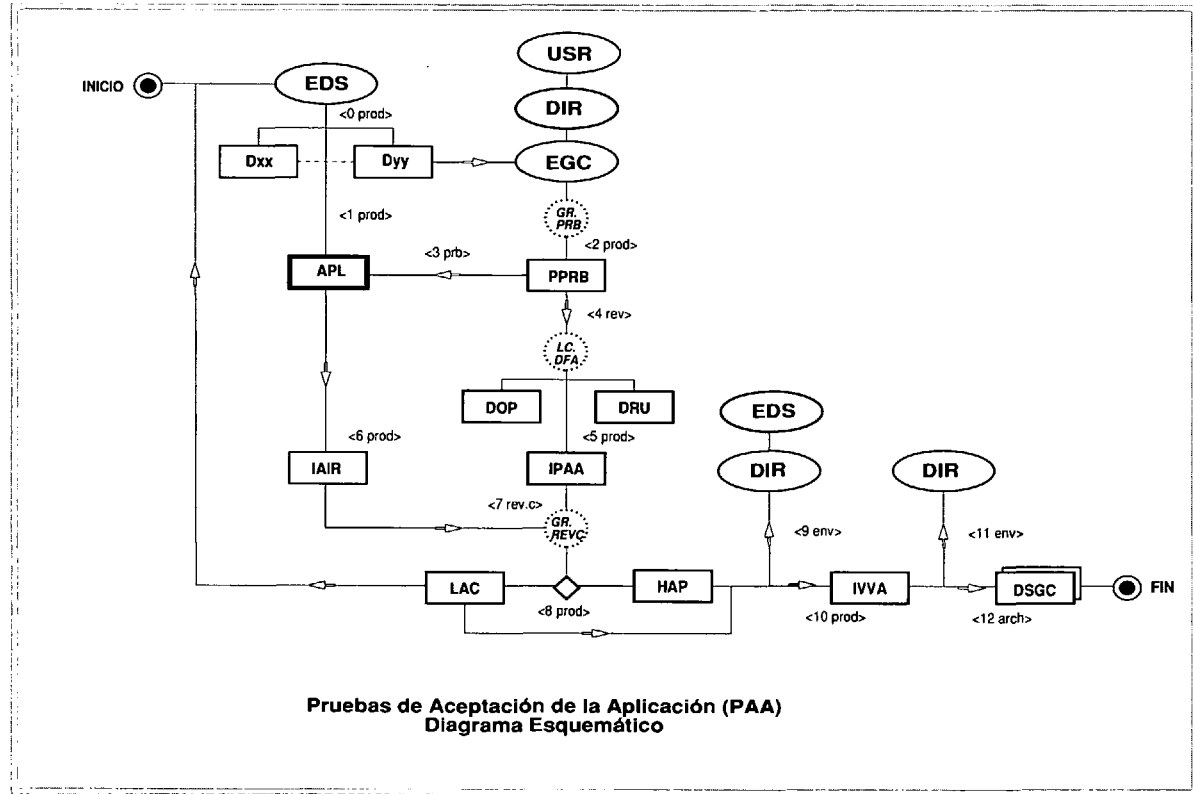 USR
INICIO
EDS
DIR
<0 prod>
Dxx
Dyy
EGC
<1 prod>
GR.
PRB
<2 prod>
<3 prb>
APL
PPRB
<4 rev>
LC.
DFA
DOP
DRU
EDS
<6 prod>
<5 prod>
IAIR
IPAA
DIR
DIR
<7 rev.c>
GR.
REVC
<9 env>
<11 env>
LAC
HAP
IVVA
DSGC
FIN
<8 prod>
<10 prod>
<12 arch>
Pruebas de Aceptación de la Aplicación (PAA)
Diagrama Esquemático